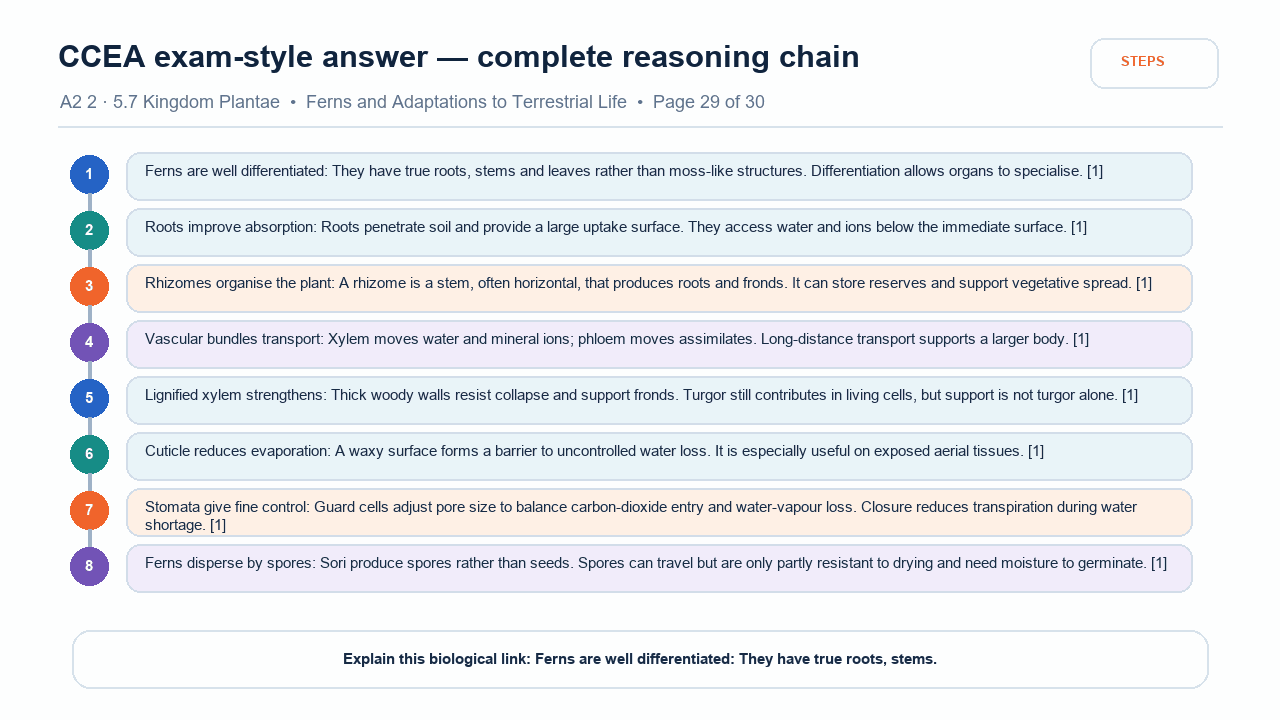 CCEA exam-style answer — complete reasoning chain
STEPS
A2 2 · 5.7 Kingdom Plantae • Ferns and Adaptations to Terrestrial Life • Page 29 of 30
1
Ferns are well differentiated: They have true roots, stems and leaves rather than moss-like structures. Differentiation allows organs to specialise. [1]
2
Roots improve absorption: Roots penetrate soil and provide a large uptake surface. They access water and ions below the immediate surface. [1]
3
Rhizomes organise the plant: A rhizome is a stem, often horizontal, that produces roots and fronds. It can store reserves and support vegetative spread. [1]
4
Vascular bundles transport: Xylem moves water and mineral ions; phloem moves assimilates. Long-distance transport supports a larger body. [1]
5
Lignified xylem strengthens: Thick woody walls resist collapse and support fronds. Turgor still contributes in living cells, but support is not turgor alone. [1]
6
Cuticle reduces evaporation: A waxy surface forms a barrier to uncontrolled water loss. It is especially useful on exposed aerial tissues. [1]
7
Stomata give fine control: Guard cells adjust pore size to balance carbon-dioxide entry and water-vapour loss. Closure reduces transpiration during water
shortage. [1]
8
Ferns disperse by spores: Sori produce spores rather than seeds. Spores can travel but are only partly resistant to drying and need moisture to germinate. [1]
Explain this biological link: Ferns are well differentiated: They have true roots, stems.